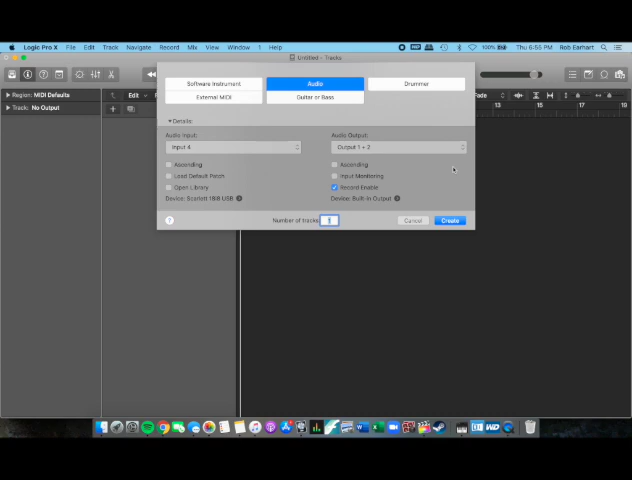 Logic Pro X File Edit Track Navigate Record Mix View Window 1 Help 100% Thu 6:55 PM Rob Earhart
Untitled - Tracks
Region: MIDI Defaults
Edit
Track: No Output
Software Instrument Audio Drummer
External MIDI Guitar or Bass
Details:
Audio Input: Audio Output:
Input 4 Output 1 + 2
Ascending Ascending
Load Default Patch Input Monitoring
Open Library Record Enable
Device: Scarlett 18i8 USB Device: Built-in Output
? Number of tracks: 1 Cancel Create
13 15 17 19